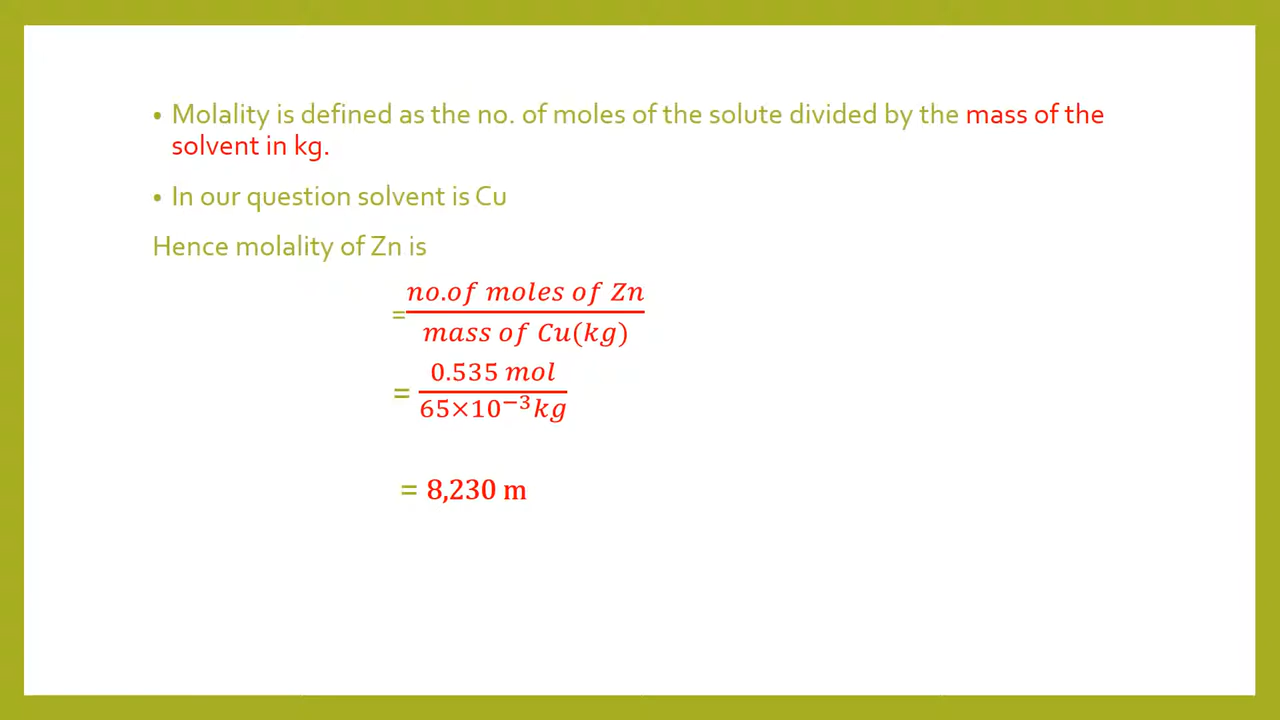 • Molality is defined as the no. of moles of the solute divided by the mass of the
solvent in kg.
• In our question solvent is Cu
Hence molality of Zn is
= no.of moles of Zn
mass of Cu(kg)
= 0.535 mol
65×10⁻³kg
= 8,230 m